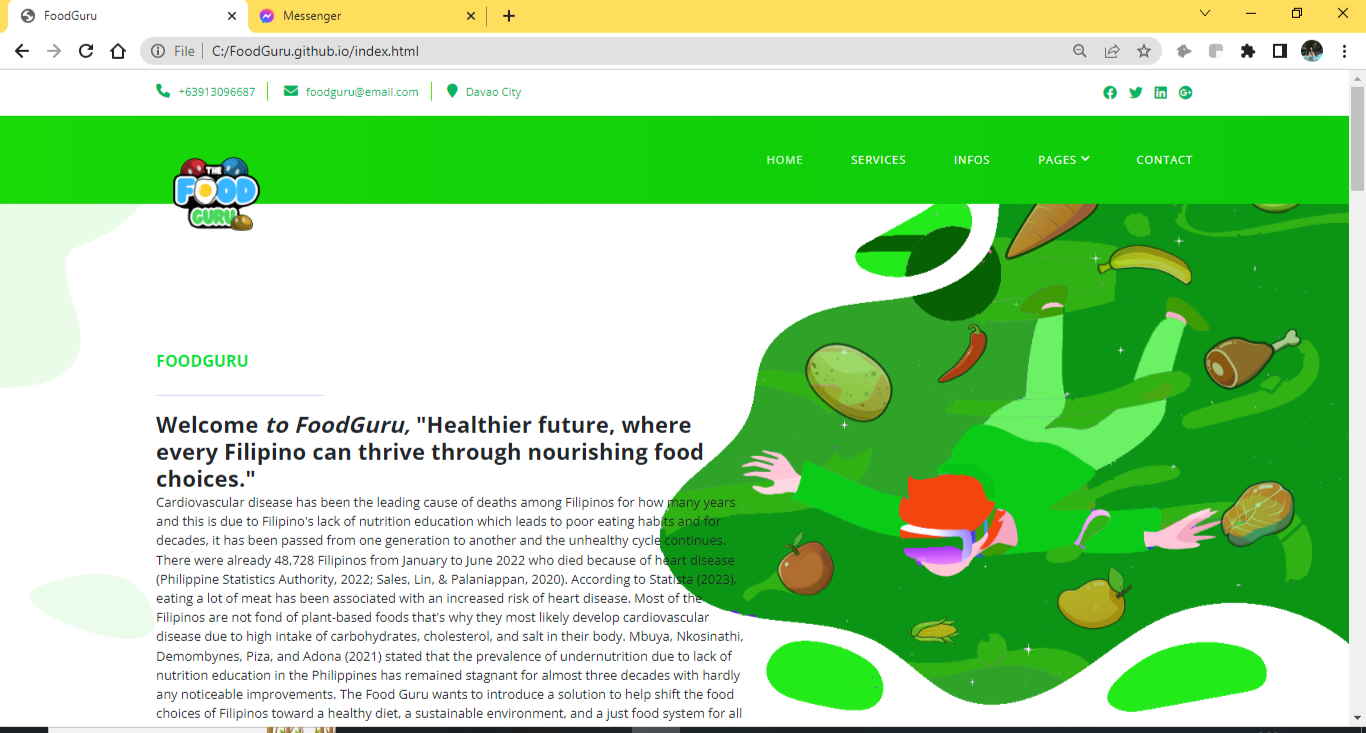 FoodGuru
Messenger
File
C:/FoodGuru.github.io/index.html
+63913096687
foodguru@email.com
Davao City
THE
FOOD
GURU
HOME
SERVICES
INFOS
PAGES
CONTACT
FOODGURU
Welcome to FoodGuru, "Healthier future, where
every Filipino can thrive through nourishing food
choices."
Cardiovascular disease has been the leading cause of deaths among Filipinos for how many years
and this is due to Filipino's lack of nutrition education which leads to poor eating habits and for
decades, it has been passed from one generation to another and the unhealthy cycle continues.
There were already 48,728 Filipinos from January to June 2022 who died because of heart disease
(Philippine Statistics Authority, 2022; Sales, Lin, & Palaniappan, 2020). According to Statista (2023),
eating a lot of meat has been associated with an increased risk of heart disease. Most of the
Filipinos are not fond of plant-based foods that's why they most likely develop cardiovascular
disease due to high intake of carbohydrates, cholesterol, and salt in their body. Mbuya, Nkosinathi,
Demombynes, Piza, and Adona (2021) stated that the prevalence of undernutrition due to lack of
nutrition education in the Philippines has remained stagnant for almost three decades with hardly
any noticeable improvements. The Food Guru wants to introduce a solution to help shift the food
choices of Filipinos toward a healthy diet, a sustainable environment, and a just food system for all